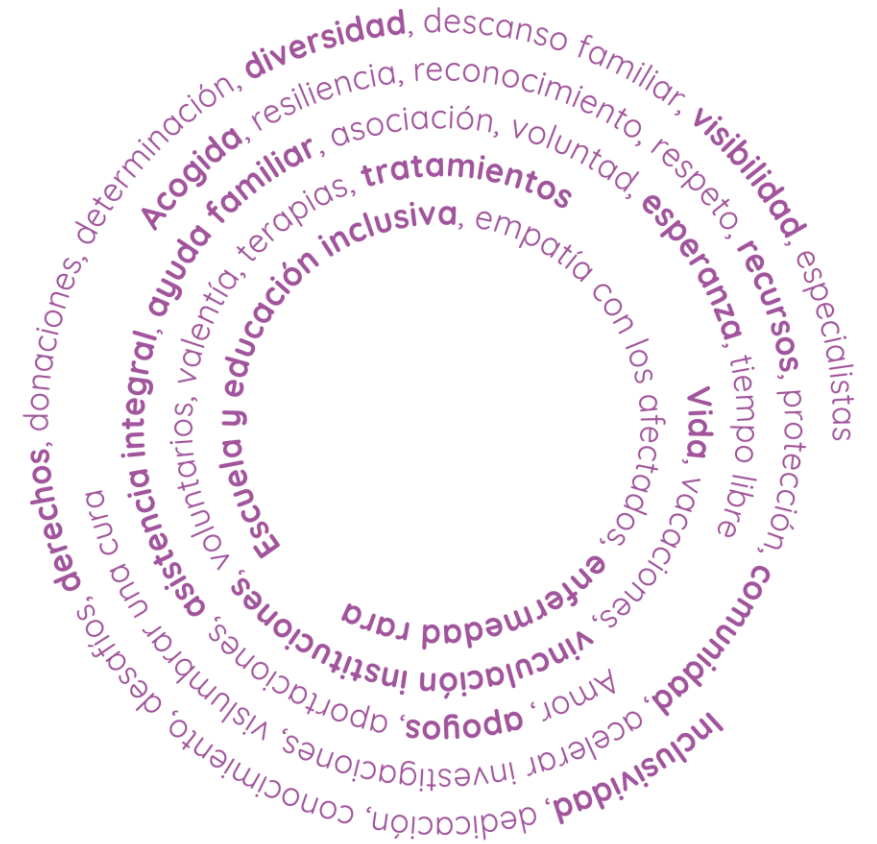 Inclusividad, dedicación, conocimiento, desafíos, derechos, donaciones, determinación, diversidad, descanso familiar, visibilidad, especialistas
Acogida, resiliencia, reconocimiento, respeto, recursos, protección, comunidad, acelerar investigaciones, vislumbrar una cura
Amor, apoyos, aportaciones, asistencia integral, ayuda familiar, asociación, voluntad, esperanza, tiempo libre
Vida, vacaciones, vinculación instituciones, voluntarios, valentía, terapias, tratamientos
Escuela y educación inclusiva, empatía con los afectados, enfermedad rara